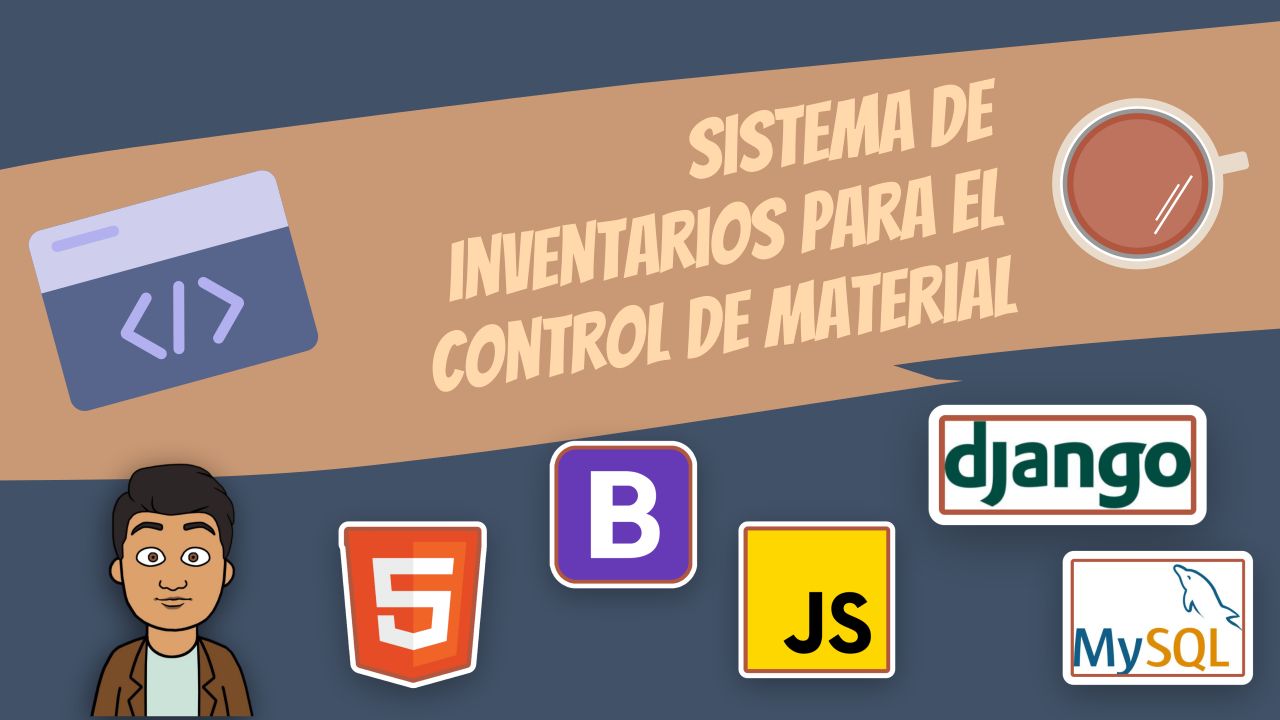 SISTEMA DE
INVENTARIOS PARA EL
CONTROL DE MATERIAL
</>
django
5
B
JS
MySQL